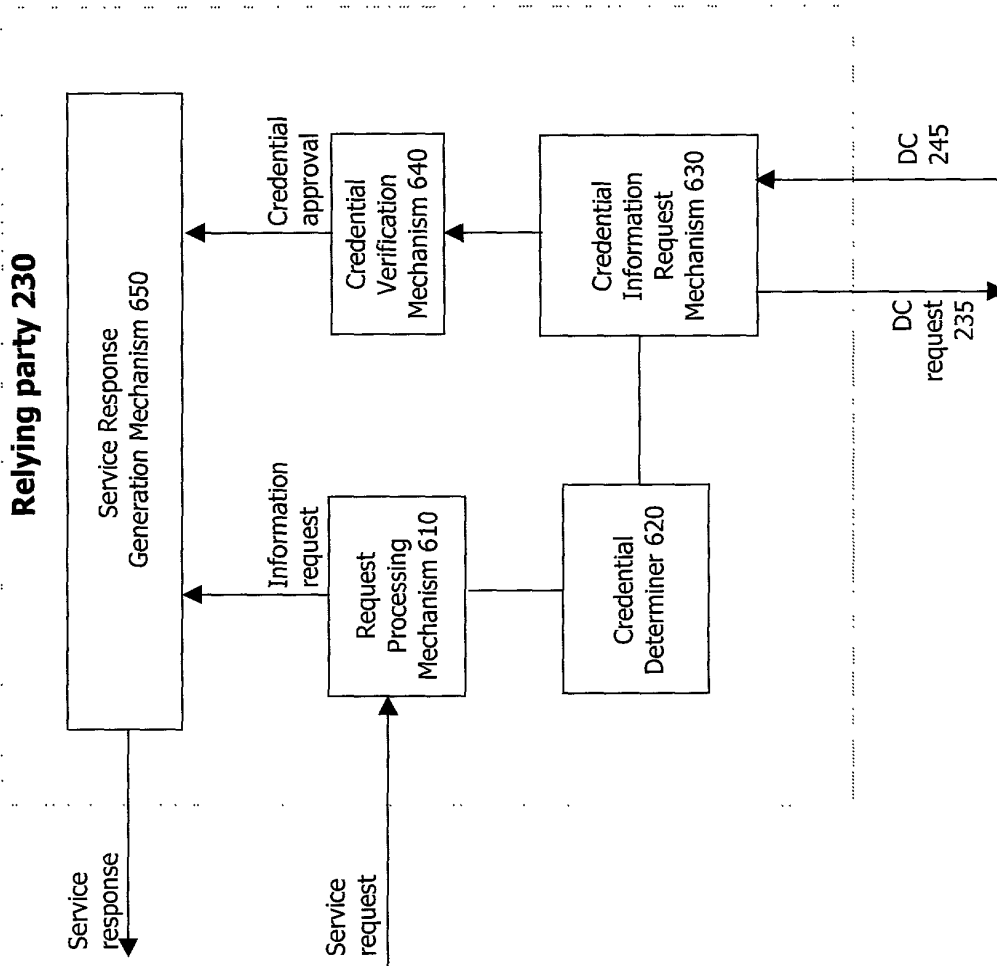 Relying party 230
Service
response
Service Response
Generation Mechanism 650
Information
request
Credential
approval
Service
request
Request
Processing
Mechanism 610
Credential
Verification
Mechanism 640
Credential
Determiner 620
Credential
Information
Request
Mechanism 630
DC
request
235
DC
245